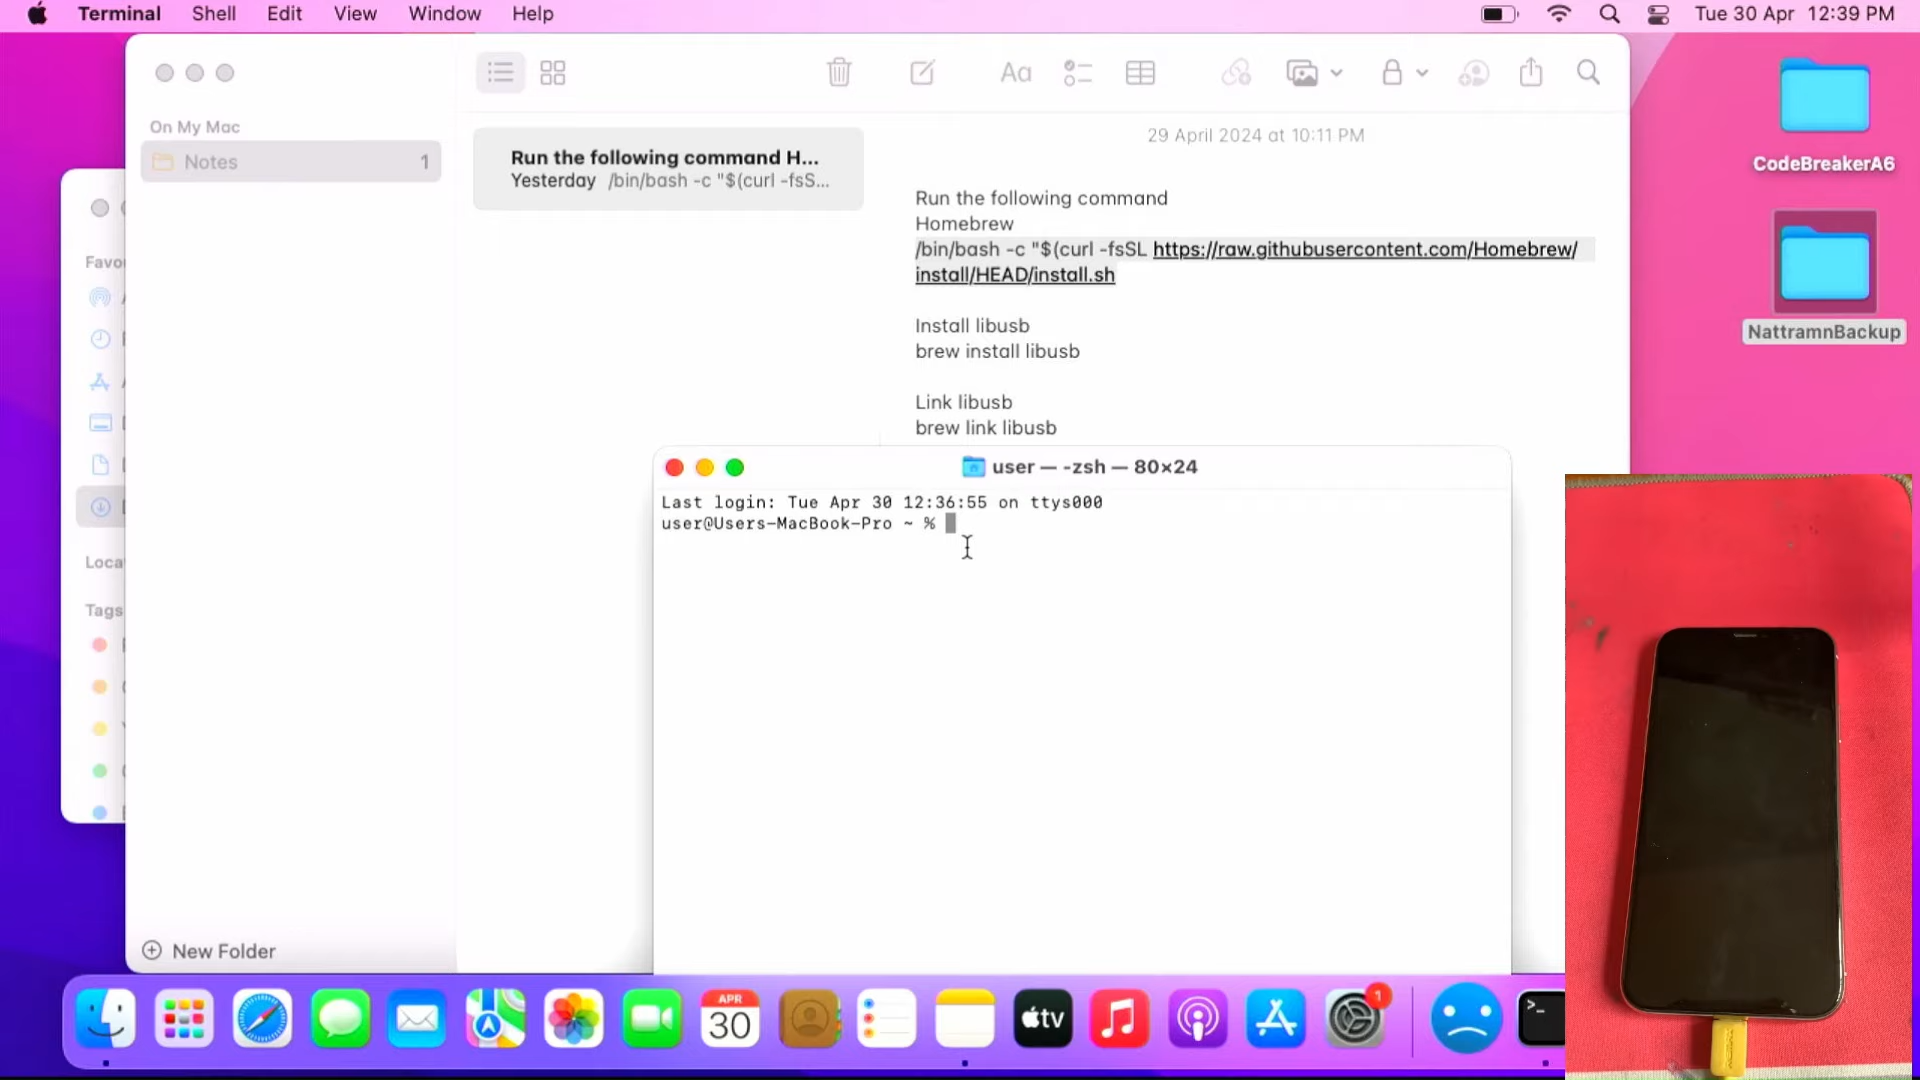 Terminal Shell Edit View Window Help Tue 30 Apr 12:39 PM
On My Mac
Notes 1
Run the following command H...
Yesterday /bin/bash -c "$(curl -fsS...
29 April 2024 at 10:11 PM
Run the following command
Homebrew
/bin/bash -c "$(curl -fsSL https://raw.githubusercontent.com/Homebrew/
install/HEAD/install.sh
Install libusb
brew install libusb
Link libusb
brew link libusb
CodeBreakerA6
NattramnBackup
Favo
Loca
Tags
user — -zsh — 80×24
Last login: Tue Apr 30 12:36:55 on ttys000
user@Users-MacBook-Pro ~ %
New Folder
APR
30
tv
1
>-